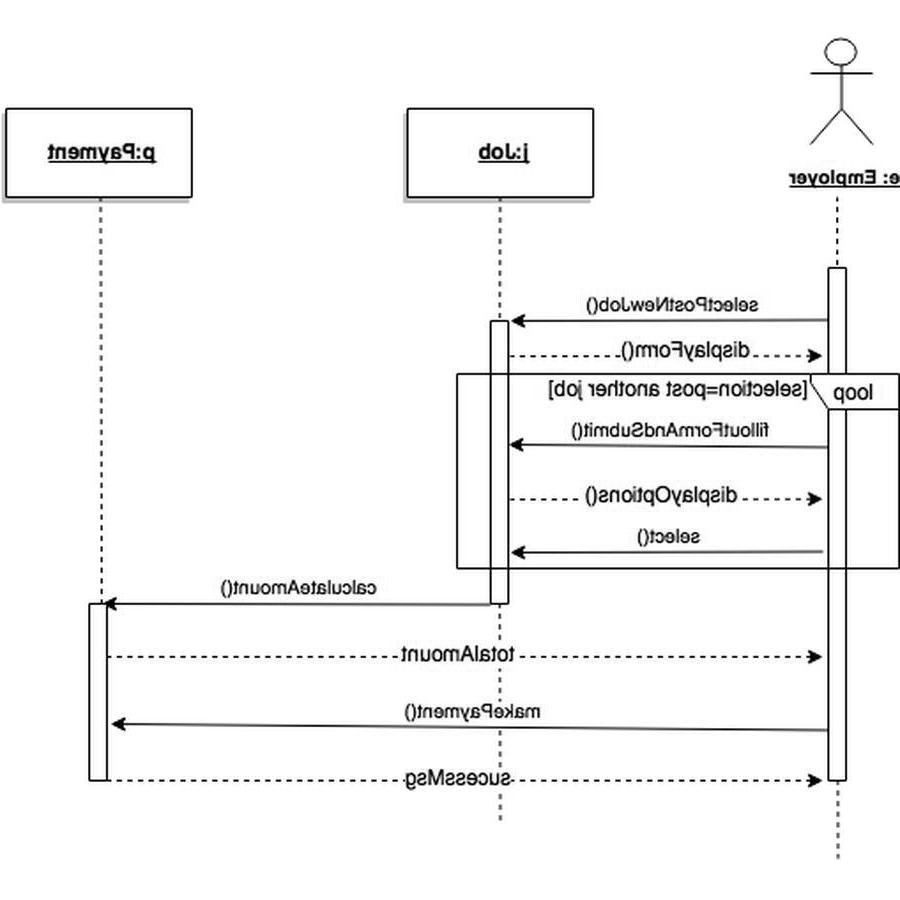 e: Employer
j:Job
p:Payment
selectPostNewJob()
displayForm()
loop
[selection=post another job]
filloutFormAndSubmit()
displayOptions()
select()
calculateAmount()
totalAmount
makePayment()
sucessMsg